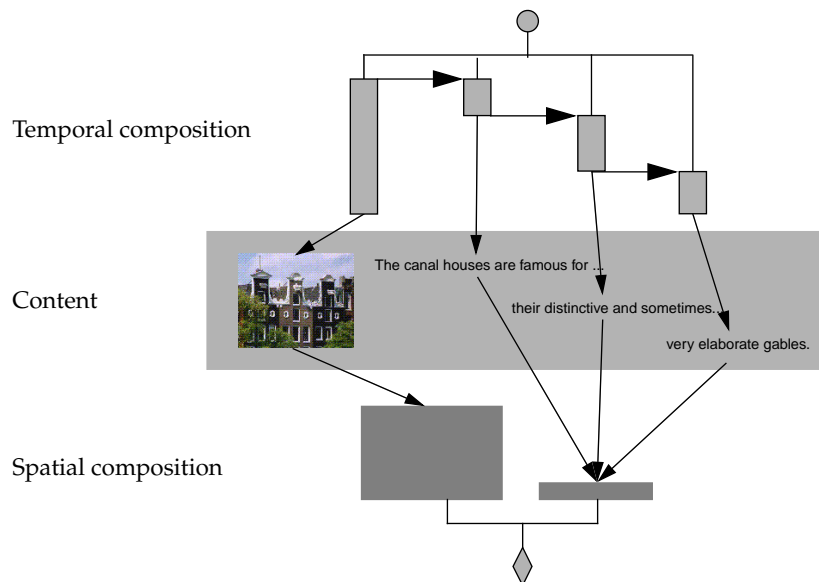 Temporal composition
Content
The canal houses are famous for ...
their distinctive and sometimes...
very elaborate gables.
Spatial composition